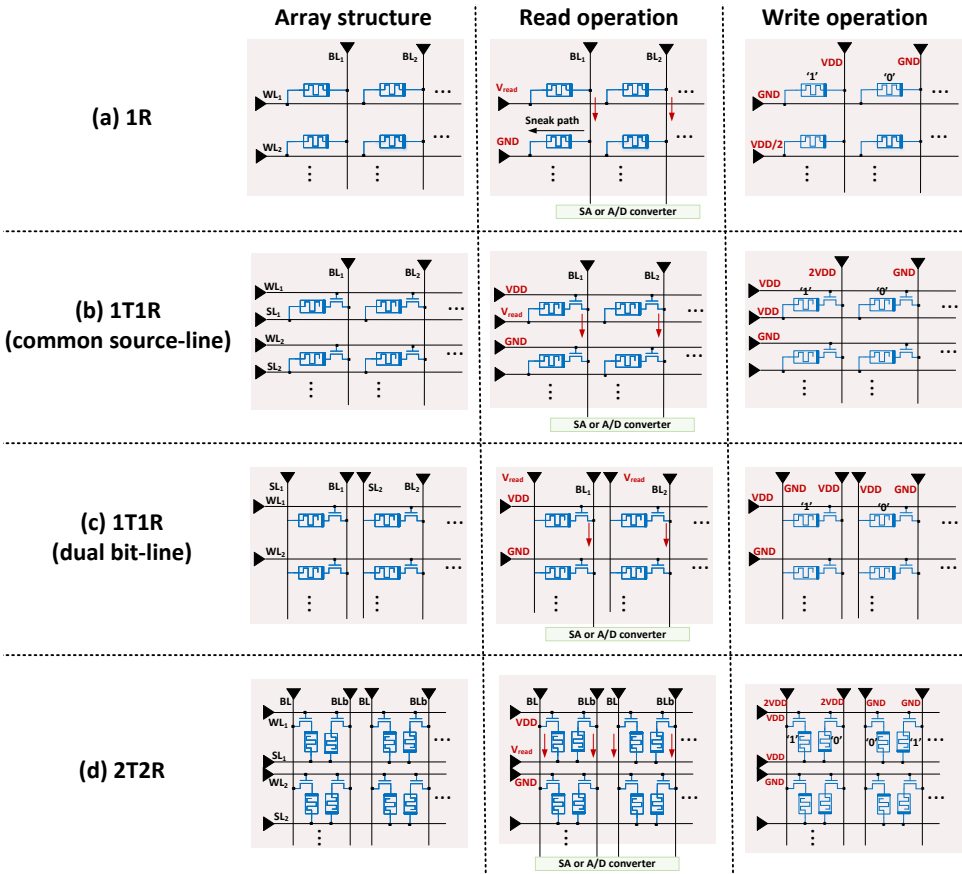 Array structure
Read operation
Write operation
(a) 1R
BL1
BL2
WL1
WL2
BL1
BL2
Vread
Sneak path
GND
SA or A/D converter
VDD
GND
'1'
'0'
GND
VDD/2
(b) 1T1R
(common source-line)
BL1
BL2
WL1
SL1
WL2
SL2
BL1
BL2
VDD
Vread
GND
SA or A/D converter
2VDD
GND
VDD
'1'
'0'
VDD
GND
(c) 1T1R
(dual bit-line)
SL1
BL1
SL2
BL2
WL1
WL2
Vread
Vread
VDD
BL1
BL2
GND
SA or A/D converter
GND
VDD
VDD
GND
VDD
'1'
'0'
GND
(d) 2T2R
BL
BLb
BL
BLb
WL1
SL1
WL2
SL2
BL
BLb
BL
BLb
VDD
Vread
GND
SA or A/D converter
2VDD
2VDD
GND
GND
VDD
'1'
'0'
'0'
'1'
VDD
GND